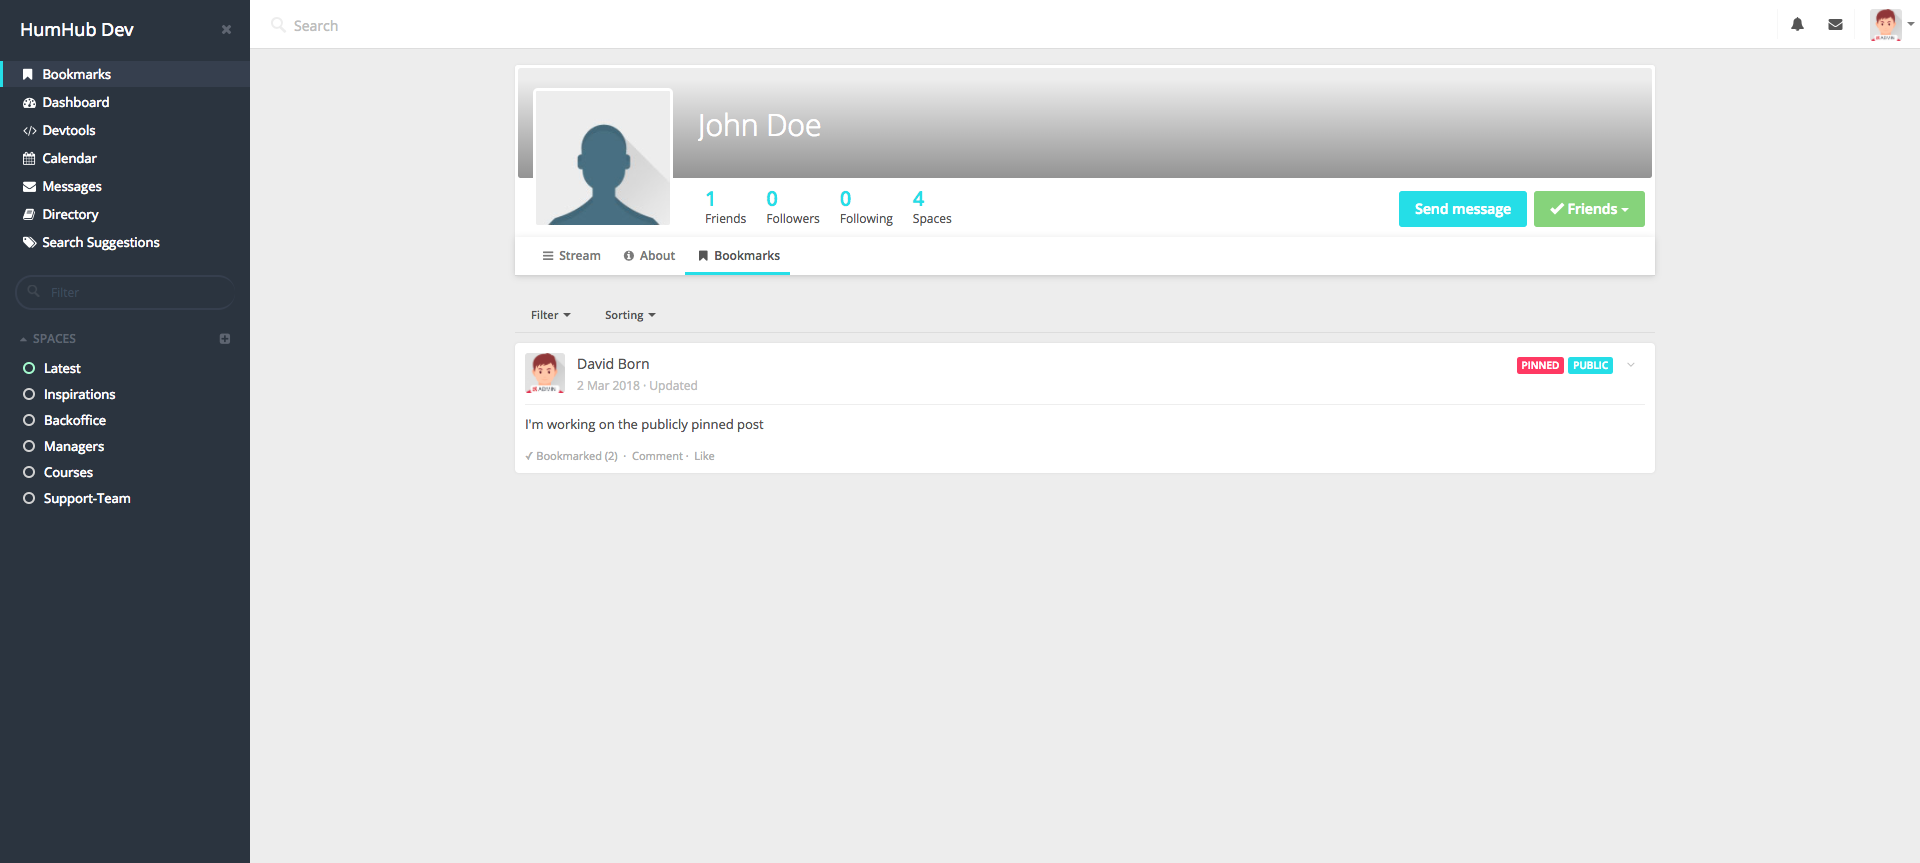 HumHub Dev
Bookmarks
Dashboard
Devtools
Calendar
Messages
Directory
Search Suggestions
Filter
SPACES
Latest
Inspirations
Backoffice
Managers
Courses
Support-Team
Search
John Doe
1 0 0 4
Friends Followers Following Spaces
Send message Friends
Stream About Bookmarks
Filter Sorting
David Born PINNED PUBLIC
2 Mar 2018 · Updated
I'm working on the publicly pinned post
✓ Bookmarked (2) · Comment · Like